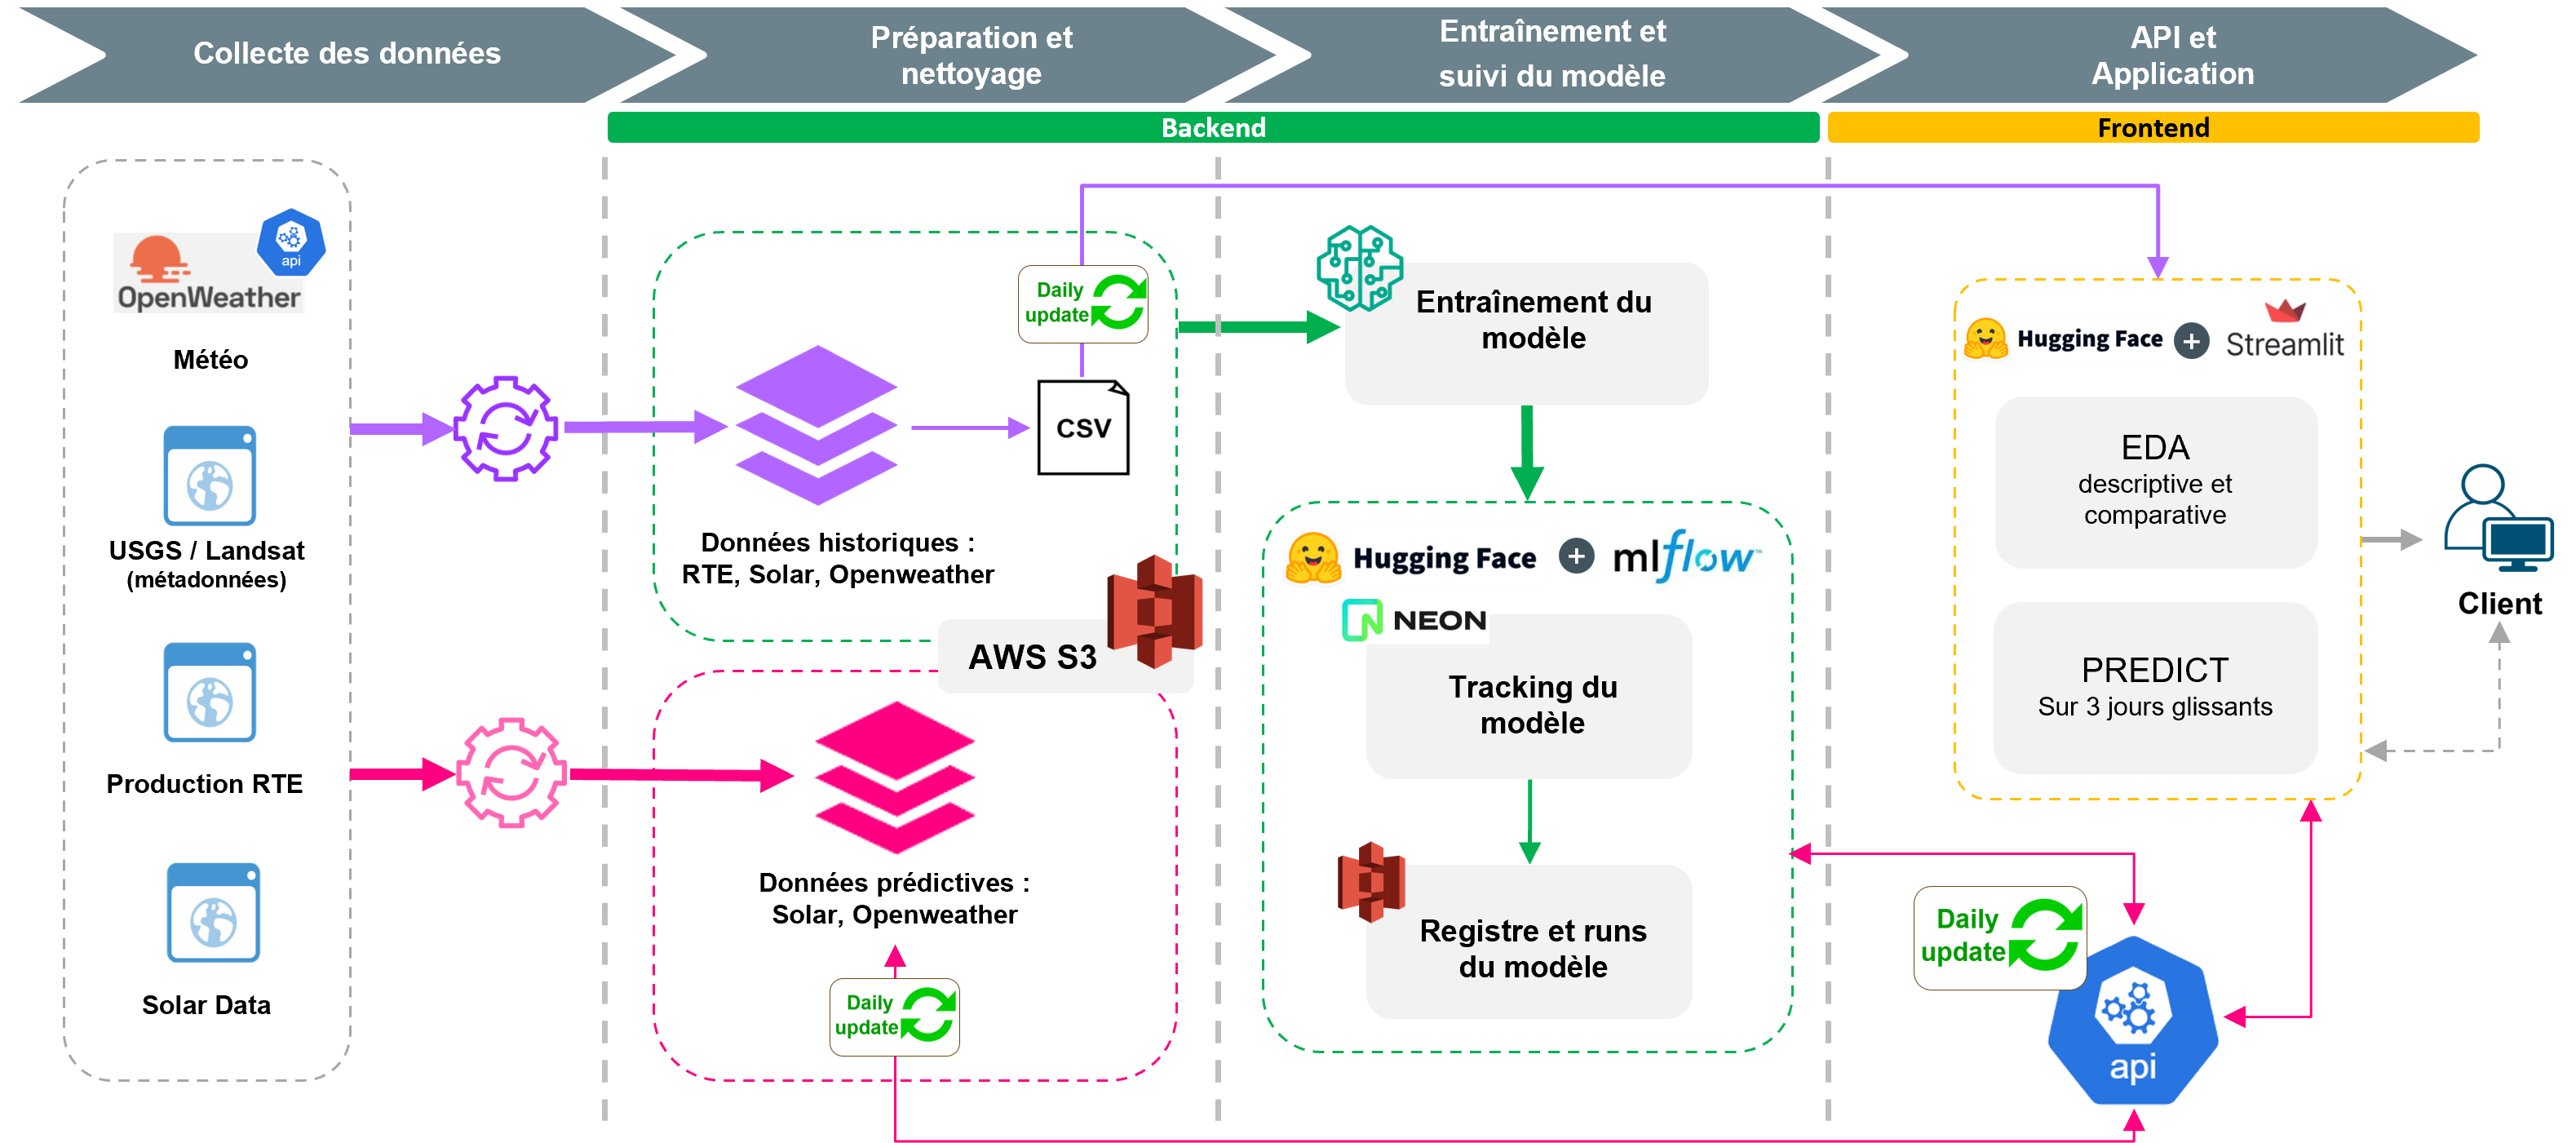 Collecte des données
Préparation et
nettoyage
Entraînement et
suivi du modèle
API et
Application
Backend
Frontend
api
OpenWeather
Météo
USGS / Landsat
(métadonnées)
Production RTE
Solar Data
Daily
update
CSV
Données historiques :
RTE, Solar, Openweather
AWS S3
Données prédictives :
Solar, Openweather
Daily
update
Entraînement du
modèle
Hugging Face + mlflow™
NEON
Tracking du
modèle
Registre et runs
du modèle
Hugging Face + Streamlit
EDA
descriptive et
comparative
PREDICT
Sur 3 jours glissants
Client
Daily
update
api